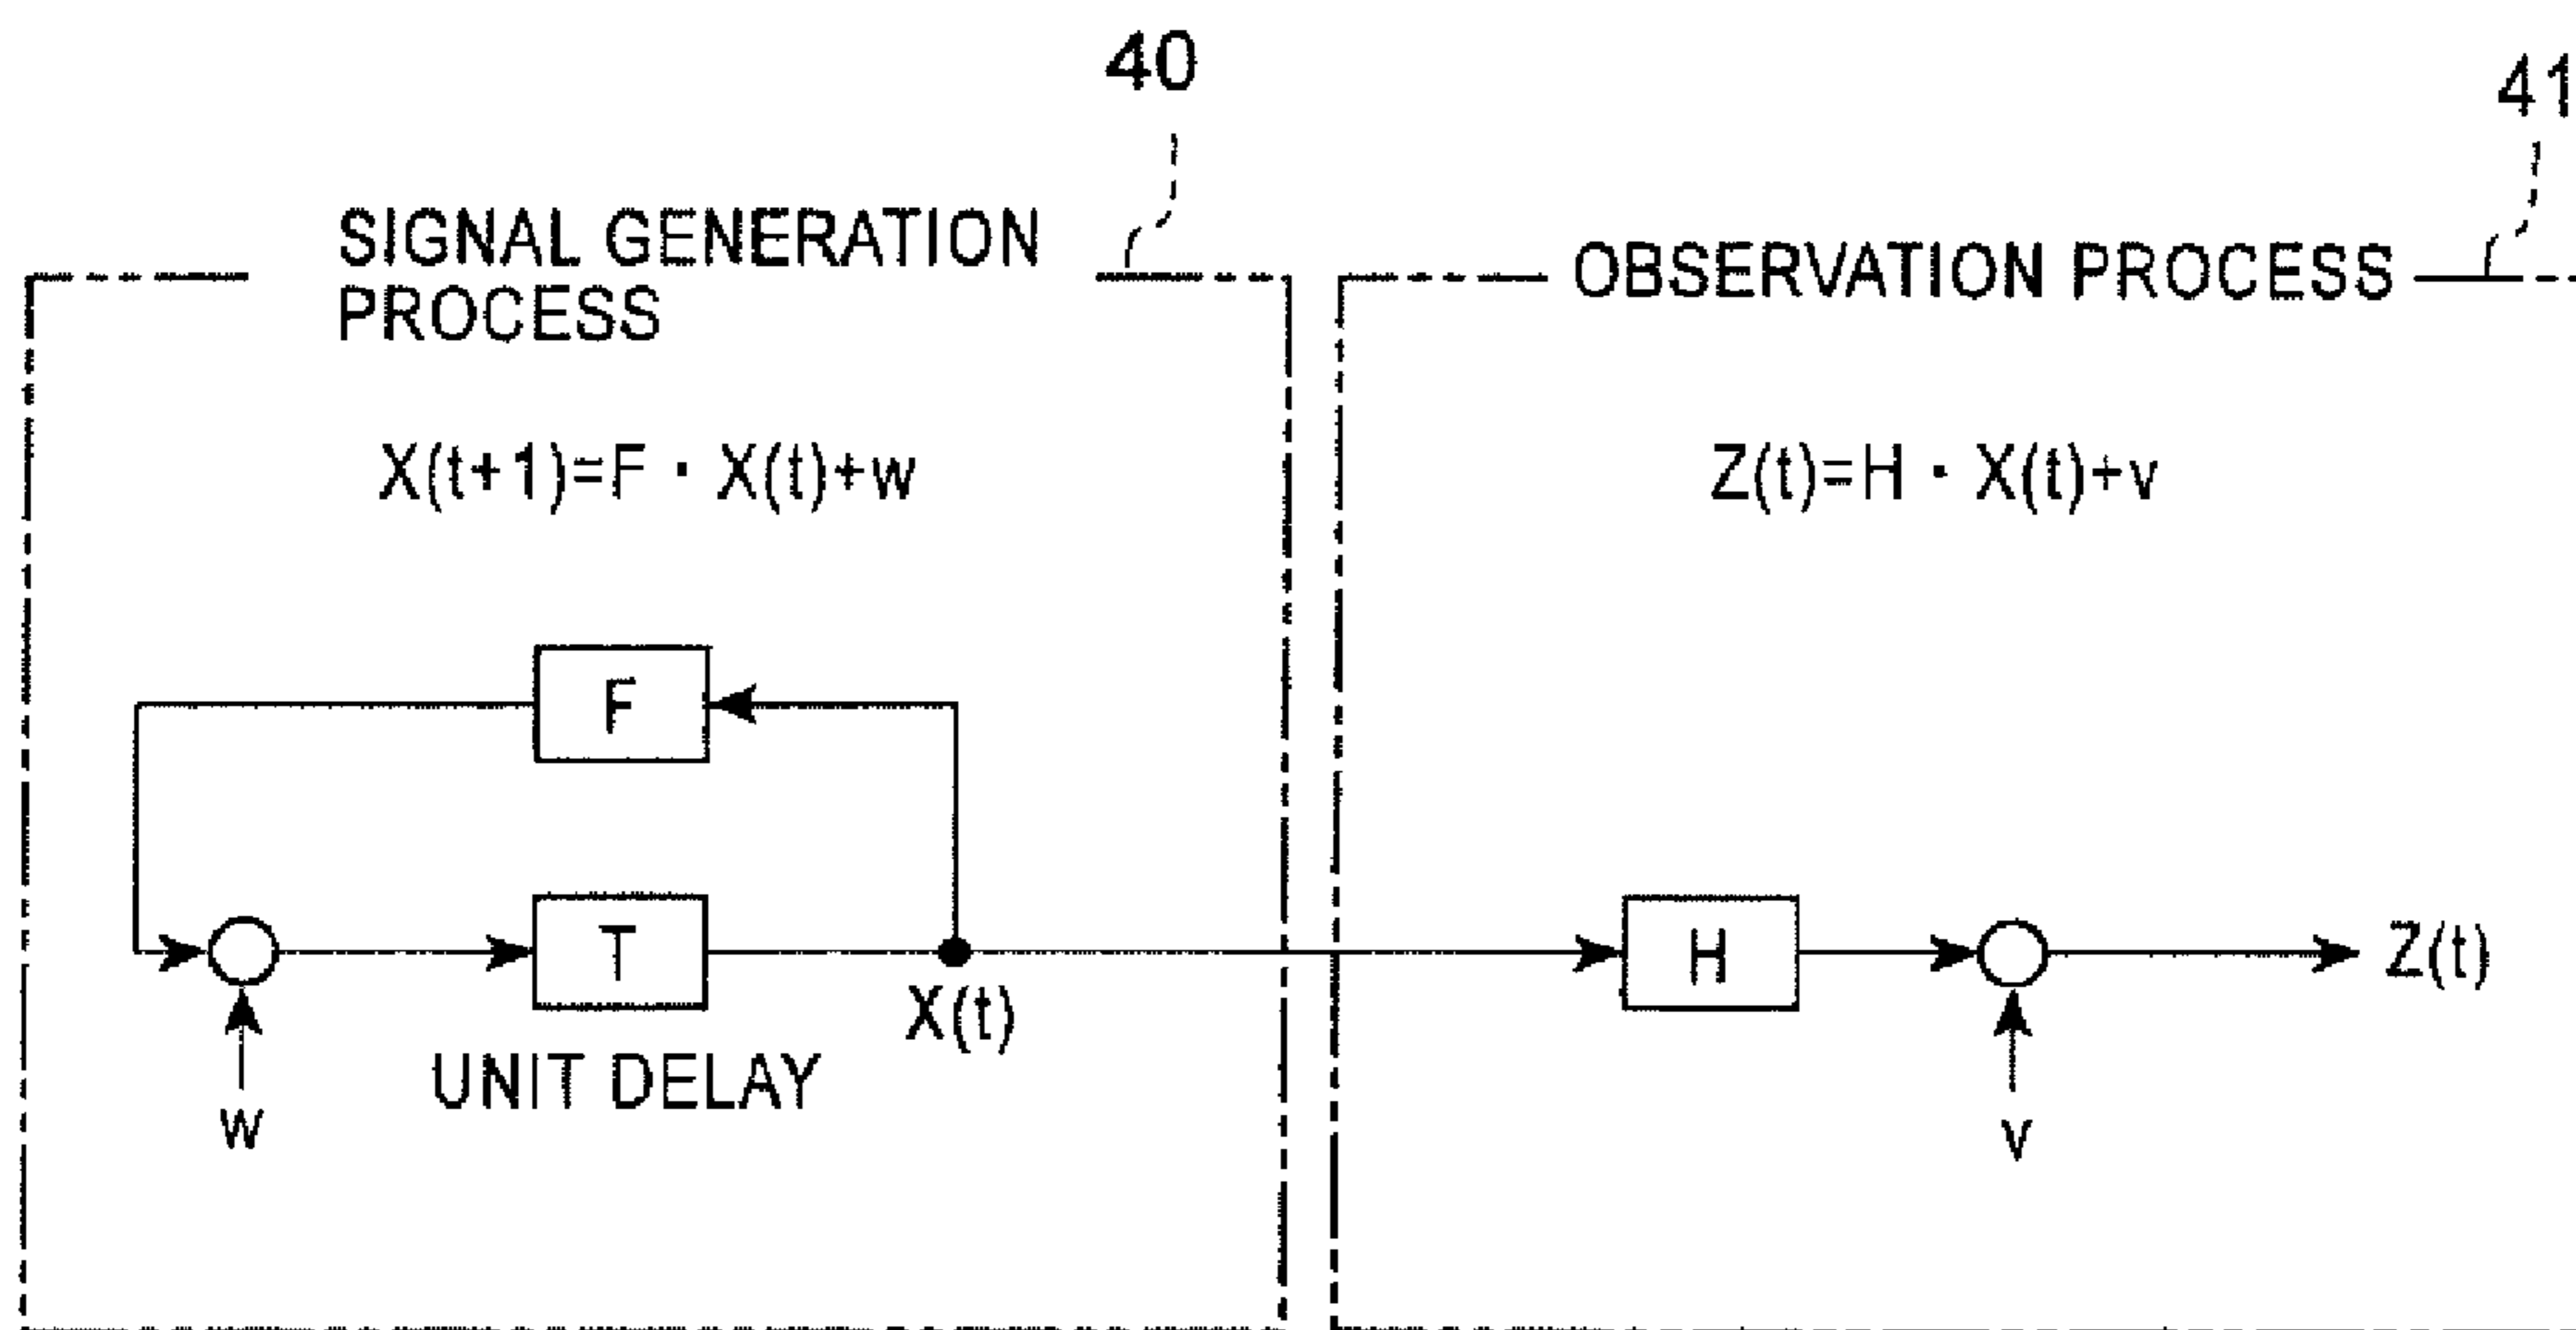 40
41
SIGNAL GENERATION
PROCESS
OBSERVATION PROCESS
X(t+1)=F · X(t)+w
Z(t)=H · X(t)+v
F
T
H
Z(t)
X(t)
UNIT DELAY
w
v